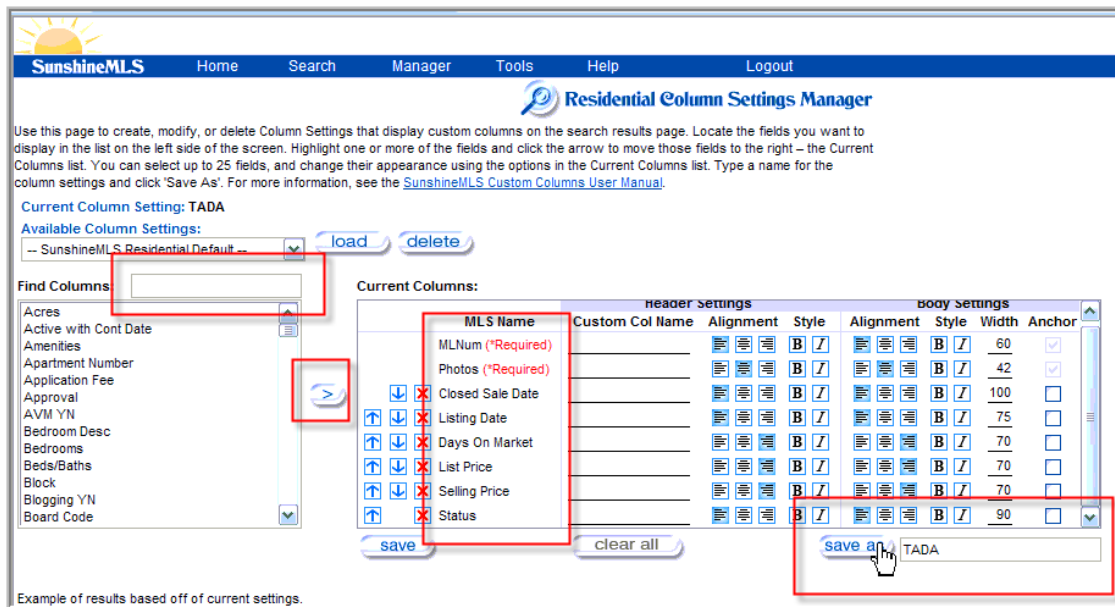 SunshineMLS Home Search Manager Tools Help Logout
Residential Column Settings Manager
Use this page to create, modify, or delete Column Settings that display custom columns on the search results page. Locate the fields you want to
display in the list on the left side of the screen. Highlight one or more of the fields and click the arrow to move those fields to the right – the Current
Columns list. You can select up to 25 fields, and change their appearance using the options in the Current Columns list. Type a name for the
column settings and click 'Save As'. For more information, see the SunshineMLS Custom Columns User Manual.
Current Column Setting: TADA
Available Column Settings:
-- SunshineMLS Residential Default -- load delete
Find Columns:
Acres
Active with Cont Date
Amenities
Apartment Number
Application Fee
Approval
AVM YN
Bedroom Desc
Bedrooms
Beds/Baths
Block
Blogging YN
Board Code
>
Current Columns:
Header Settings Body Settings
MLS Name Custom Col Name Alignment Style Alignment Style Width Anchor
MLNum (*Required) B I B I 60
Photos (*Required) B I B I 42
Closed Sale Date B I B I 100
Listing Date B I B I 75
Days On Market B I B I 70
List Price B I B I 70
Selling Price B I B I 70
Status B I B I 90
save clear all save as TADA
Example of results based off of current settings.